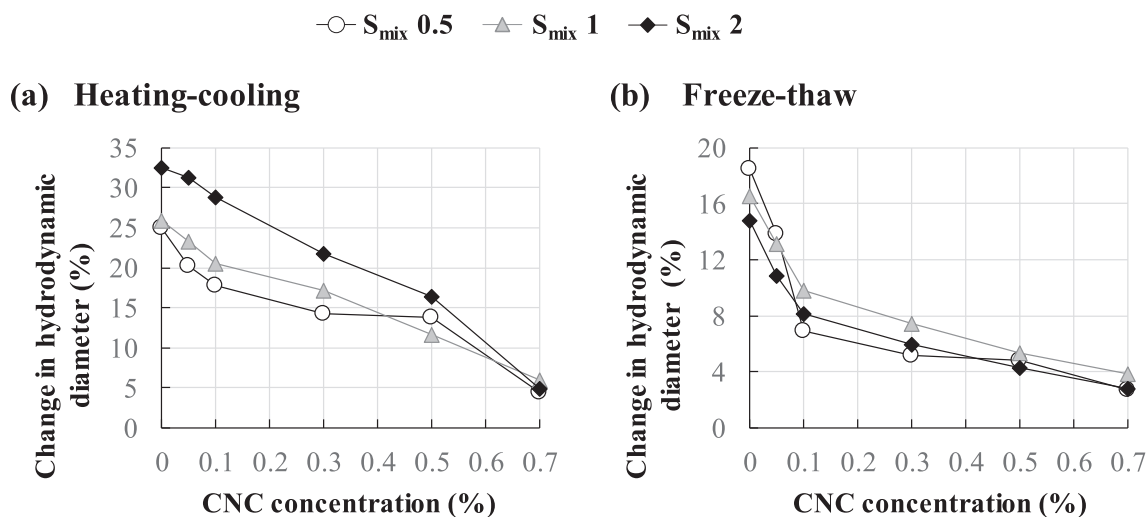 S_mix 0.5 S_mix 1 S_mix 2
(a) Heating-cooling
35
30
25
20
15
10
5
0
0 0.1 0.2 0.3 0.4 0.5 0.6 0.7
Change in hydrodynamic
diameter (%)
CNC concentration (%)
(b) Freeze-thaw
20
16
12
8
4
0
0 0.1 0.2 0.3 0.4 0.5 0.6 0.7
Change in hydrodynamic
diameter (%)
CNC concentration (%)